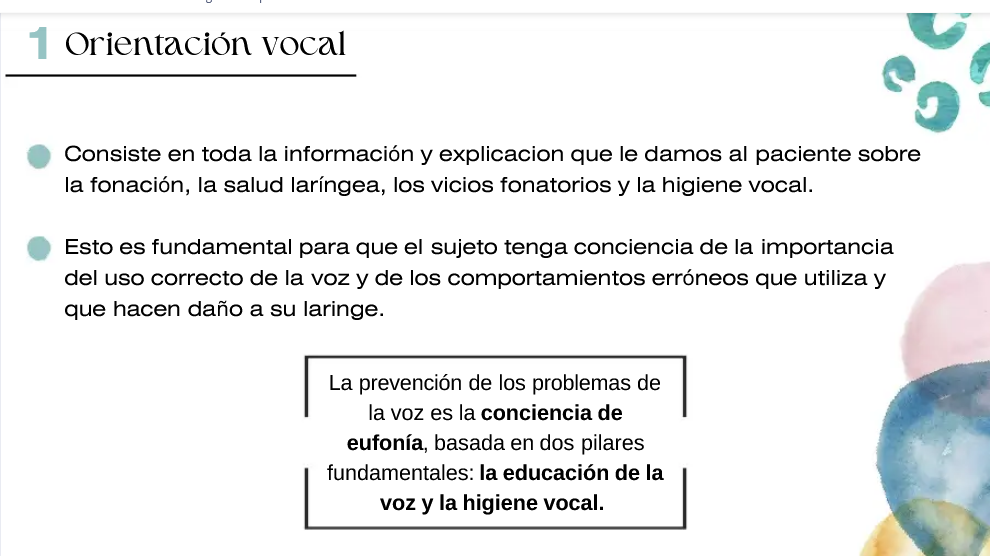 1 Orientación vocal
Consiste en toda la información y explicacion que le damos al paciente sobre
la fonación, la salud laríngea, los vicios fonatorios y la higiene vocal.
Esto es fundamental para que el sujeto tenga conciencia de la importancia
del uso correcto de la voz y de los comportamientos erróneos que utiliza y
que hacen daño a su laringe.
La prevención de los problemas de
la voz es la conciencia de
eufonía, basada en dos pilares
fundamentales: la educación de la
voz y la higiene vocal.